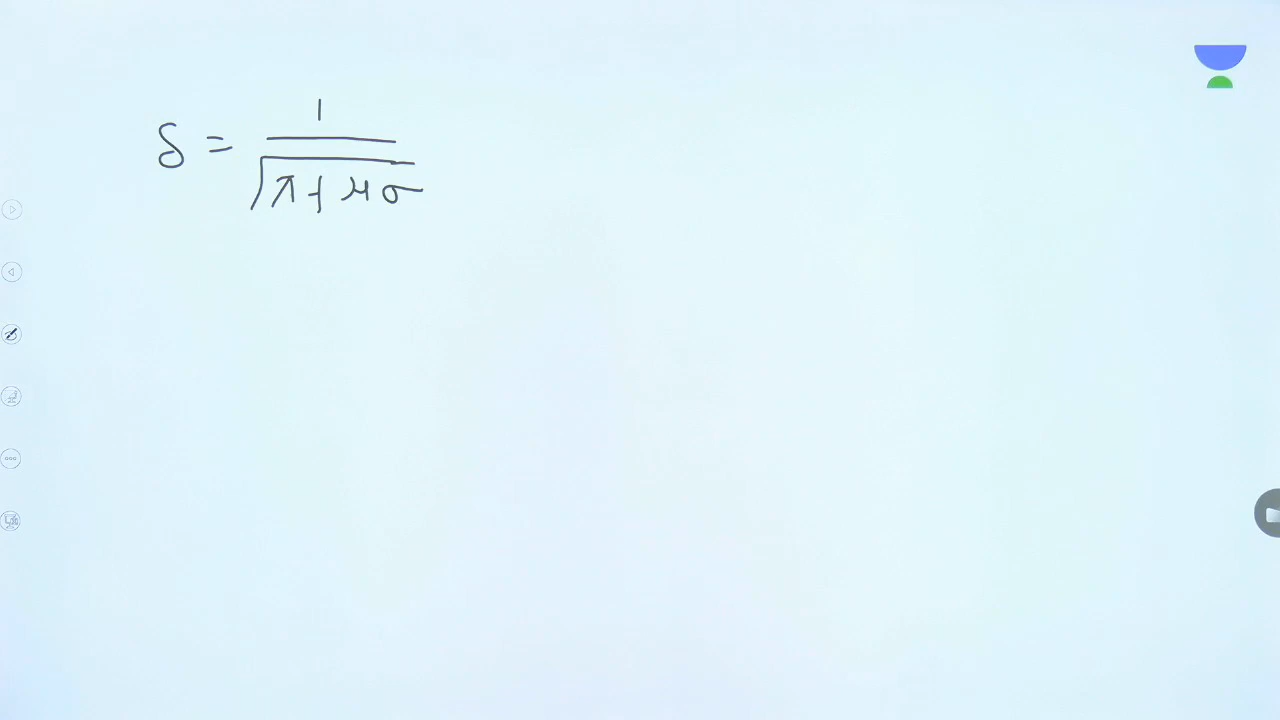 δ = 1 / √(π f μ σ)